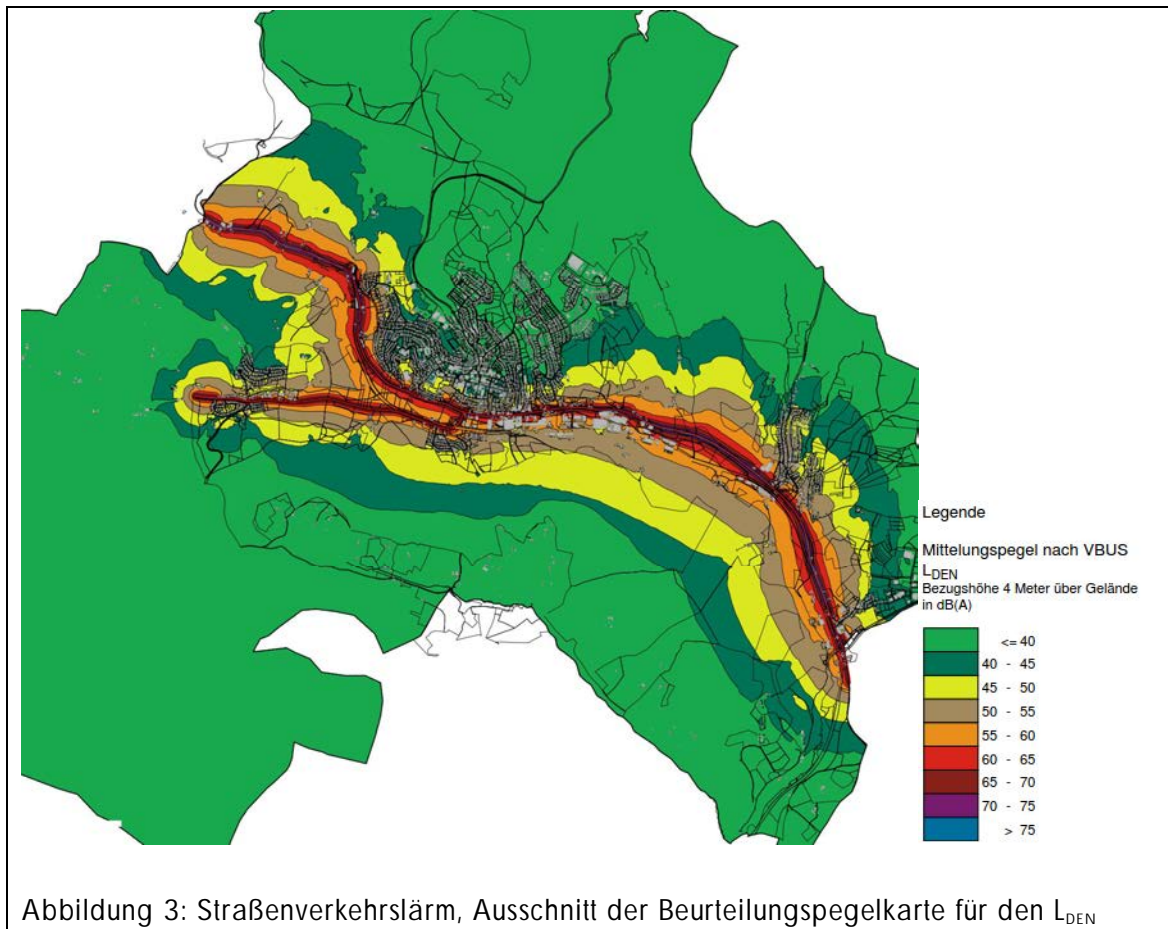 Legende
Mittelungspegel nach VBUS
LDEN
Bezugshöhe 4 Meter über Gelände
in dB(A)
<= 40
40 - 45
45 - 50
50 - 55
55 - 60
60 - 65
65 - 70
70 - 75
> 75
Abbildung 3: Straßenverkehrslärm, Ausschnitt der Beurteilungspegelkarte für den LDEN